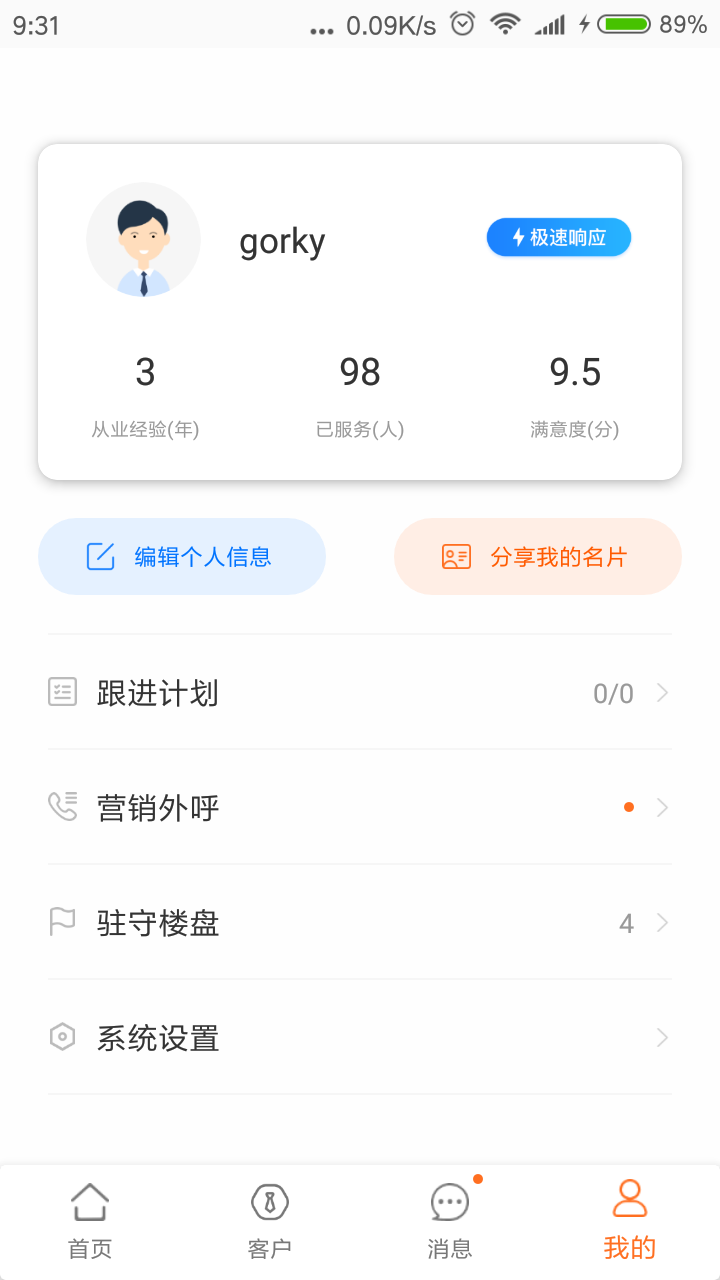 9:31 ... 0.09K/s 89%
gorky 极速响应
3 98 9.5
从业经验(年) 已服务(人) 满意度(分)
编辑个人信息 分享我的名片
跟进计划 0/0
营销外呼
驻守楼盘 4
系统设置
首页 客户 消息 我的